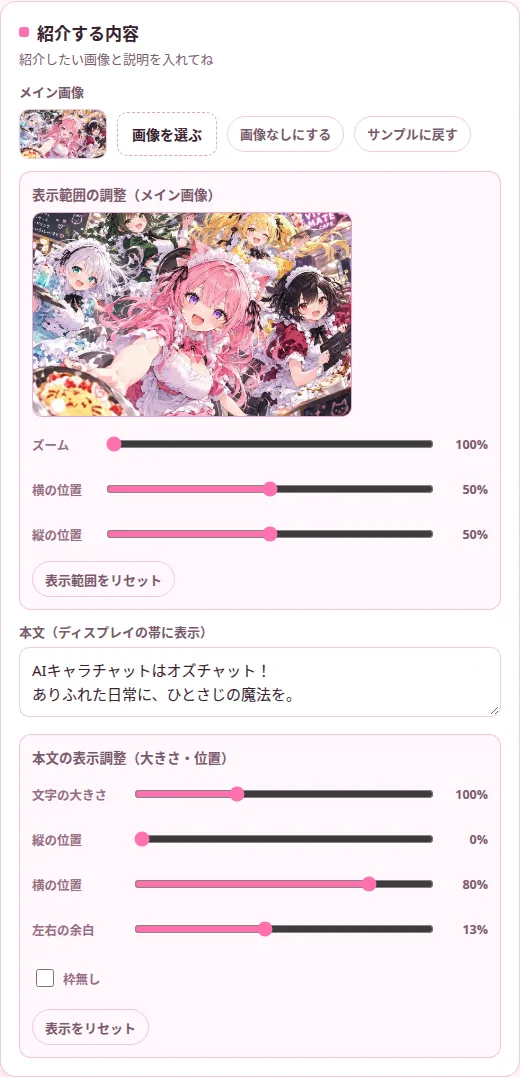 紹介する内容
紹介したい画像と説明を入れてね
メイン画像
画像を選ぶ
画像なしにする
サンプルに戻す
表示範囲の調整（メイン画像）
ズーム
100%
横の位置
50%
縦の位置
50%
表示範囲をリセット
本文（ディスプレイの帯に表示）
AIキャラチャットはオズチャット！
ありふれた日常に、ひとさじの魔法を。
本文の表示調整（大きさ・位置）
文字の大きさ
100%
縦の位置
0%
横の位置
80%
左右の余白
13%
枠無し
表示をリセット